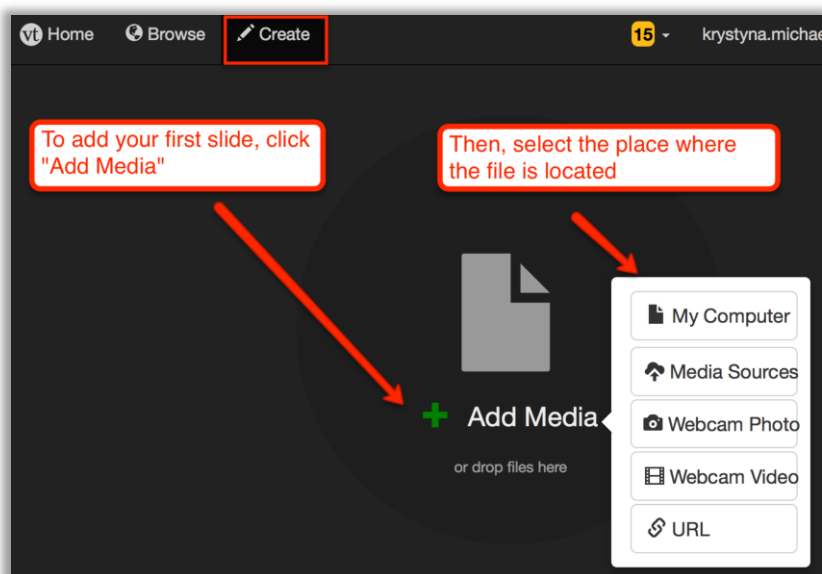 vt Home Browse Create 15 krystyna.michae
To add your first slide, click
"Add Media"
Then, select the place where
the file is located
My Computer
Media Sources
Webcam Photo
Webcam Video
URL
Add Media
or drop files here